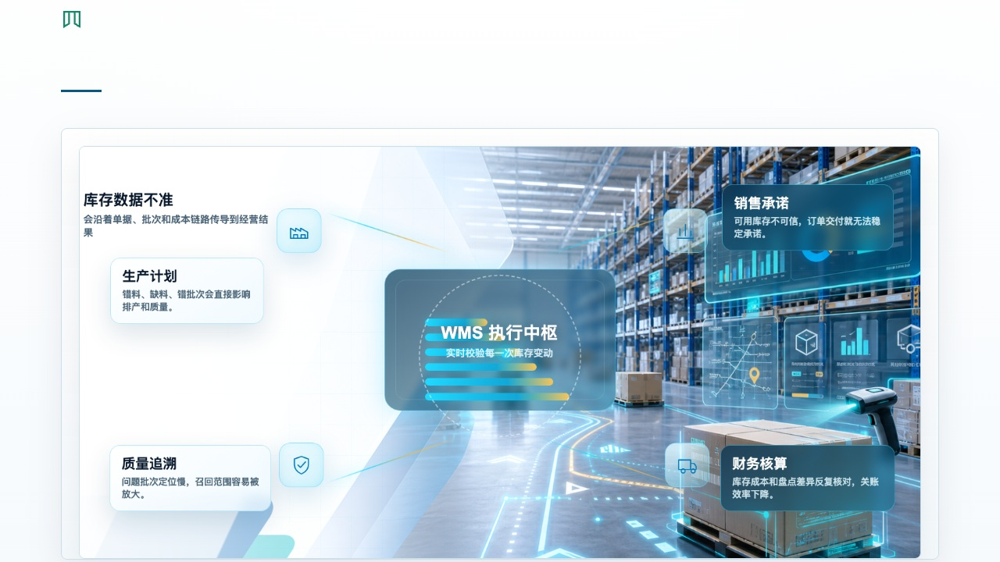 库存数据不准
会沿着单据、批次和成本链路传导到经营结
果
生产计划
错料、缺料、错批次会直接影响
排产和质量。
销售承诺
可用库存不可信，订单交付就无法稳
定承诺。
WMS 执行中枢
实时校验每一次库存变动
质量追溯
问题批次定位慢，召回范围容易被
放大。
财务核算
库存成本和盘点差异反复核对，关账
效率下降。